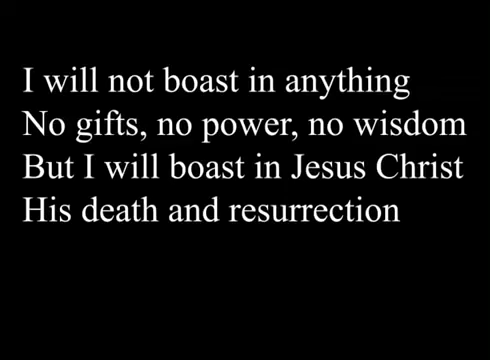 I will not boast in anything
No gifts, no power, no wisdom
But I will boast in Jesus Christ
His death and resurrection